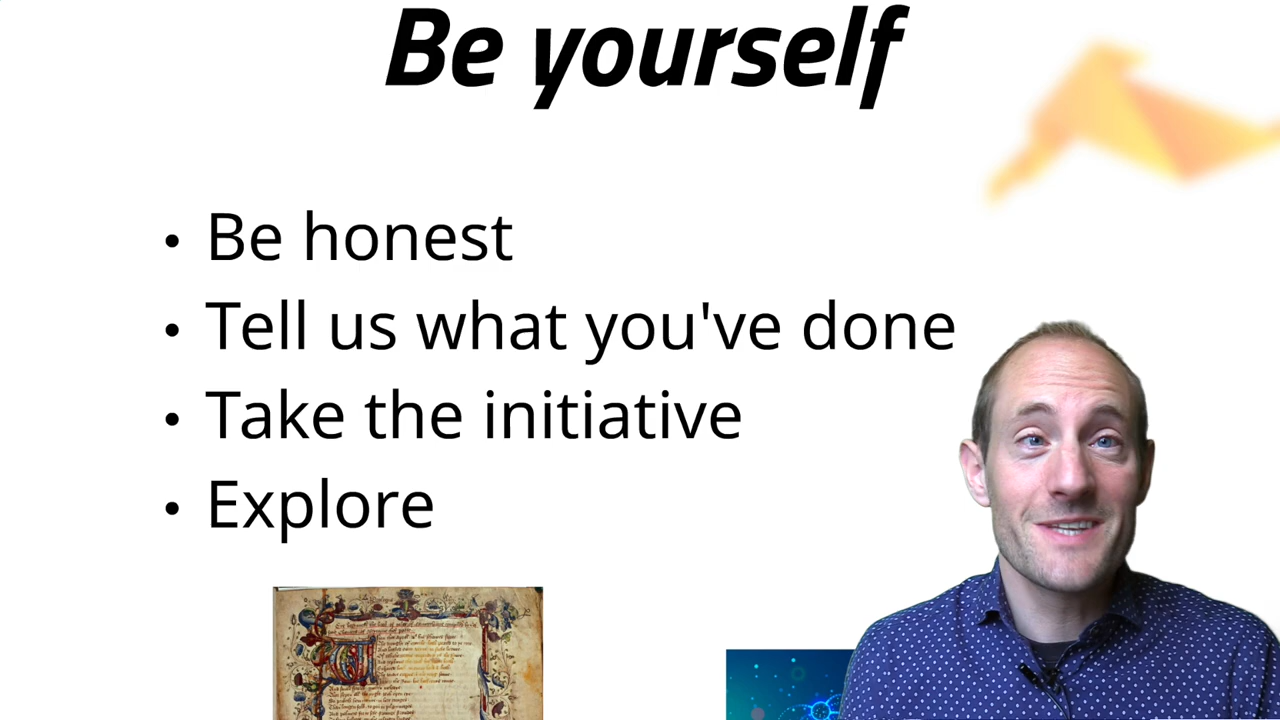 Be yourself
• Be honest
• Tell us what you've done
• Take the initiative
• Explore